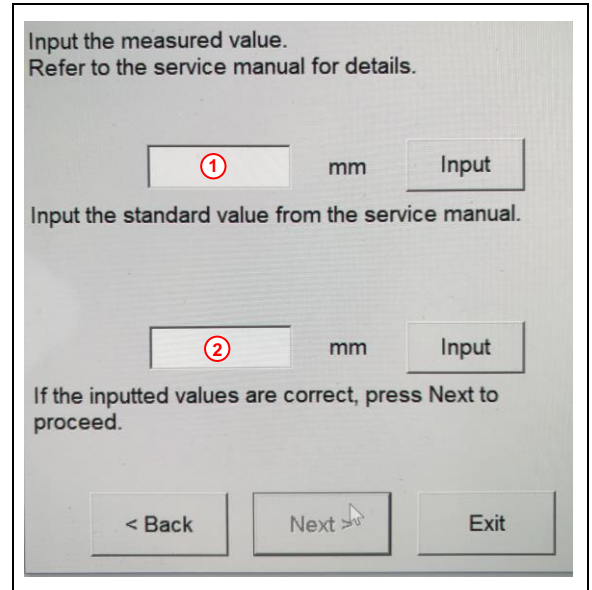 Input the measured value.
Refer to the service manual for details.
① mm Input
Input the standard value from the service manual.
② mm Input
If the inputted values are correct, press Next to
proceed.
< Back Next > Exit